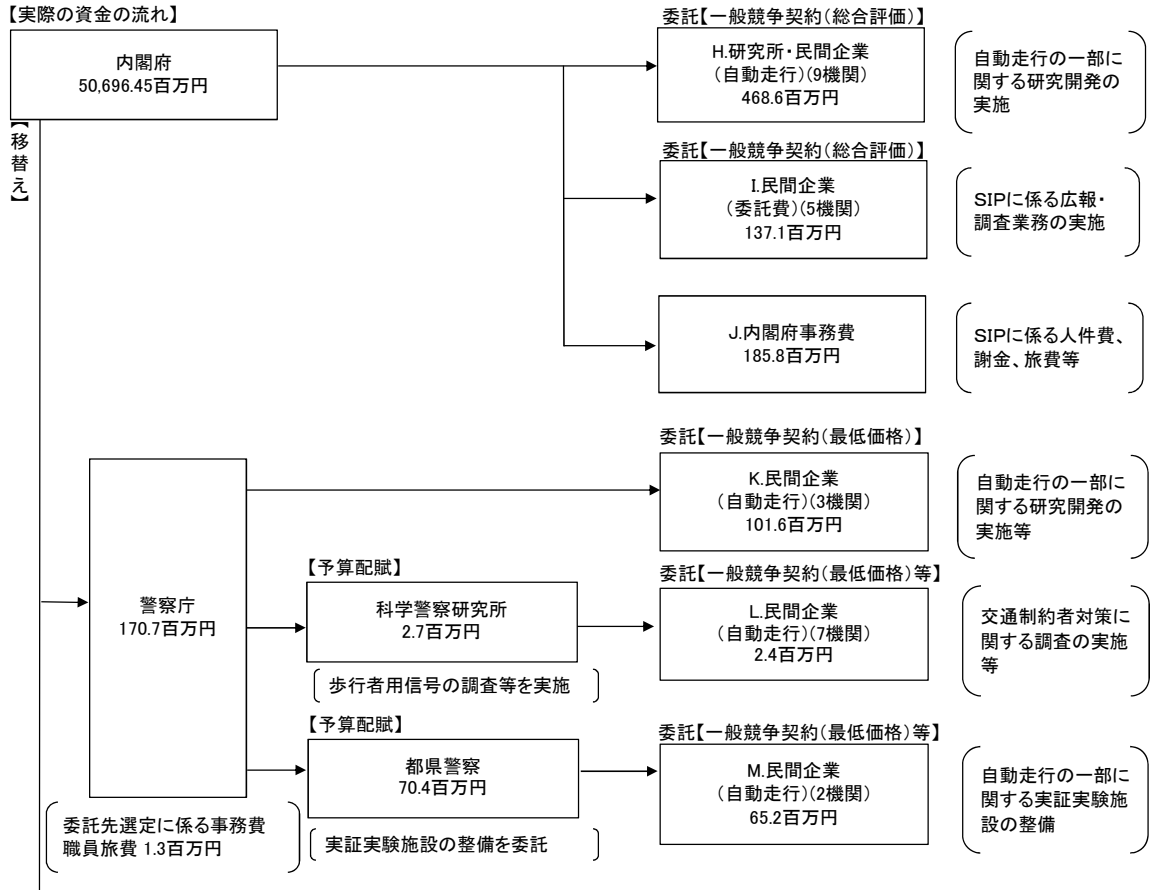 【実際の資金の流れ】
内閣府
50,696.45百万円
【移替え】
委託【一般競争契約(総合評価)】
H.研究所・民間企業
(自動走行)(9機関)
468.6百万円
自動走行の一部に
関する研究開発の
実施
委託【一般競争契約(総合評価)】
I.民間企業
(委託費)(5機関)
137.1百万円
SIPに係る広報・
調査業務の実施
J.内閣府事務費
185.8百万円
SIPに係る人件費、
謝金、旅費等
委託【一般競争契約(最低価格)】
K.民間企業
(自動走行)(3機関)
101.6百万円
自動走行の一部に
関する研究開発の
実施等
警察庁
170.7百万円
【予算配賦】
科学警察研究所
2.7百万円
歩行者用信号の調査等を実施
委託【一般競争契約(最低価格)等】
L.民間企業
(自動走行)(7機関)
2.4百万円
交通制約者対策に
関する調査の実施
等
【予算配賦】
都県警察
70.4百万円
実証実験施設の整備を委託
委託【一般競争契約(最低価格)等】
M.民間企業
(自動走行)(2機関)
65.2百万円
自動走行の一部に
関する実証実験施
設の整備
委託先選定に係る事務費
職員旅費 1.3百万円